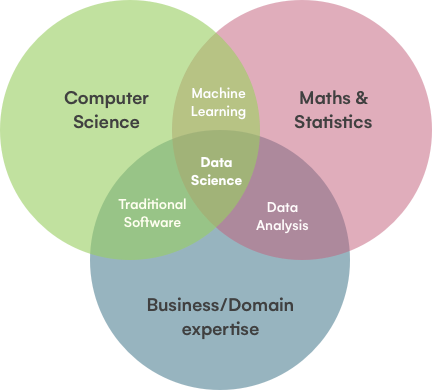 Computer
Science
Machine
Learning
Maths &
Statistics
Data
Science
Traditional
Software
Data
Analysis
Business/Domain
expertise